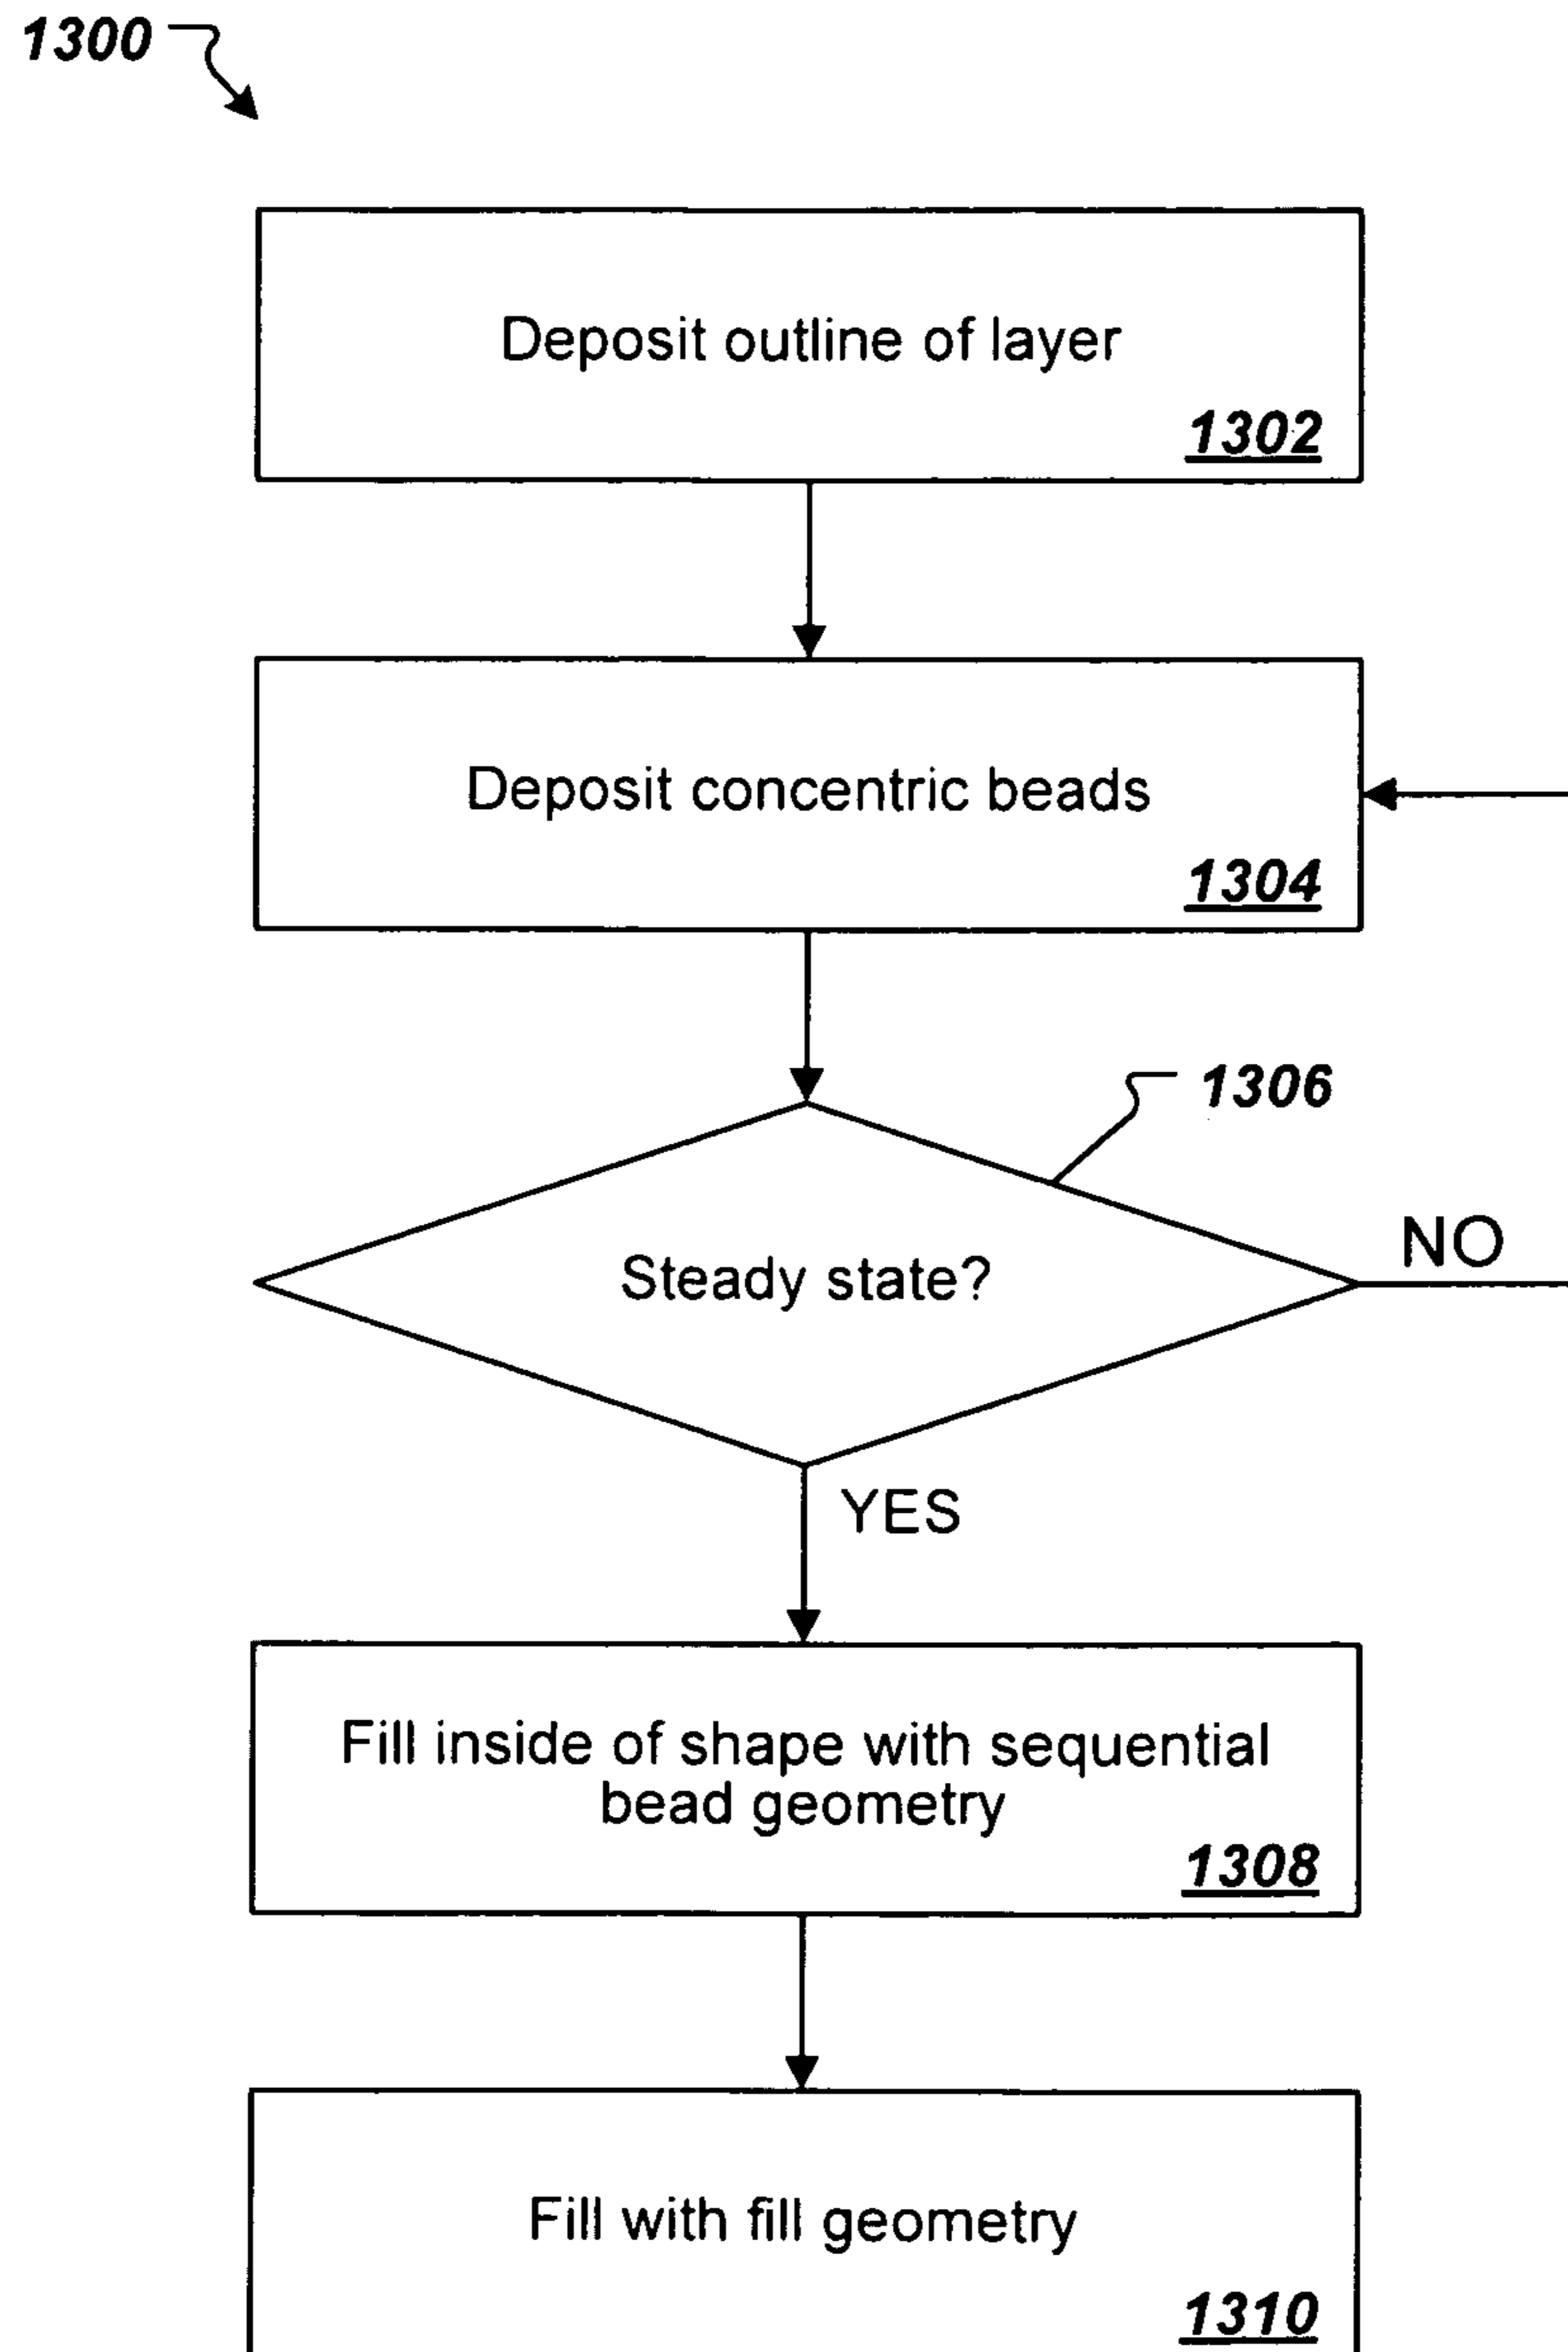 1300
Deposit outline of layer
1302
Deposit concentric beads
1304
1306
Steady state?
NO
YES
Fill inside of shape with sequential
bead geometry
1308
Fill with fill geometry
1310